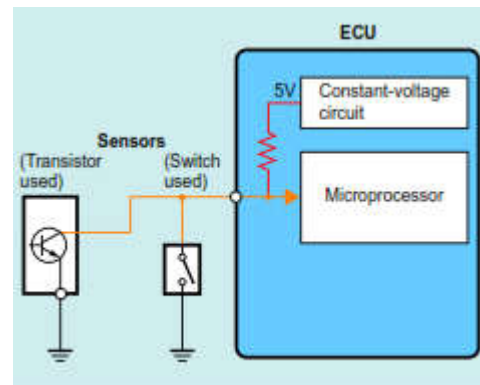 ECU
5V
Constant-voltage
circuit
Sensors
(Transistor
used)
(Switch
used)
Microprocessor